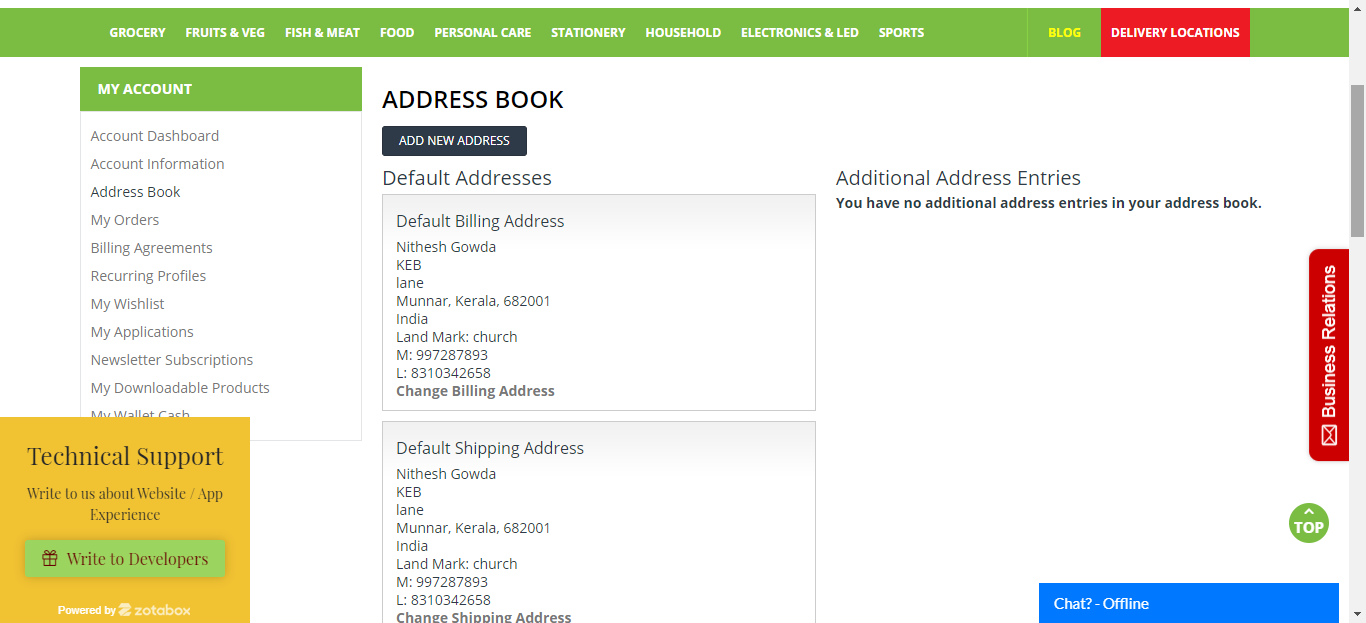 GROCERY FRUITS & VEG FISH & MEAT FOOD PERSONAL CARE STATIONERY HOUSEHOLD ELECTRONICS & LED SPORTS BLOG DELIVERY LOCATIONS
MY ACCOUNT
Account Dashboard
Account Information
Address Book
My Orders
Billing Agreements
Recurring Profiles
My Wishlist
My Applications
Newsletter Subscriptions
My Downloadable Products
My Wallet Cash
Technical Support
Write to us about Website / App
Experience
Write to Developers
Powered by zotabox
ADDRESS BOOK
ADD NEW ADDRESS
Default Addresses
Default Billing Address
Nithesh Gowda
KEB
lane
Munnar, Kerala, 682001
India
Land Mark: church
M: 997287893
L: 8310342658
Change Billing Address
Default Shipping Address
Nithesh Gowda
KEB
lane
Munnar, Kerala, 682001
India
Land Mark: church
M: 997287893
L: 8310342658
Change Shipping Address
Additional Address Entries
You have no additional address entries in your address book.
Business Relations
TOP
Chat? - Offline